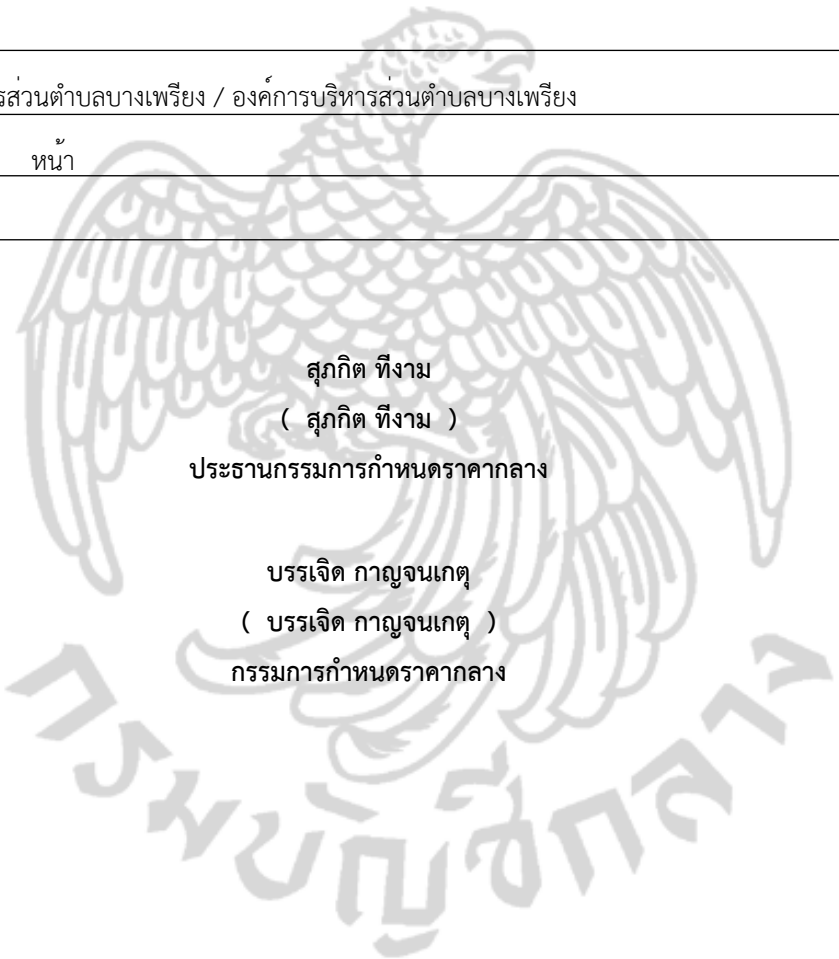 รส่วนตำบลบางเพรียง / องค์การบริหารส่วนตำบลบางเพรียง
หน้า
สุภกิต ทีงาม
( สุภกิต ทีงาม )
ประธานกรรมการกำหนดราคากลาง
บรรเจิด กาญจนเกตุ
( บรรเจิด กาญจนเกตุ )
กรรมการกำหนดราคากลาง
กรมบัญชีกลาง